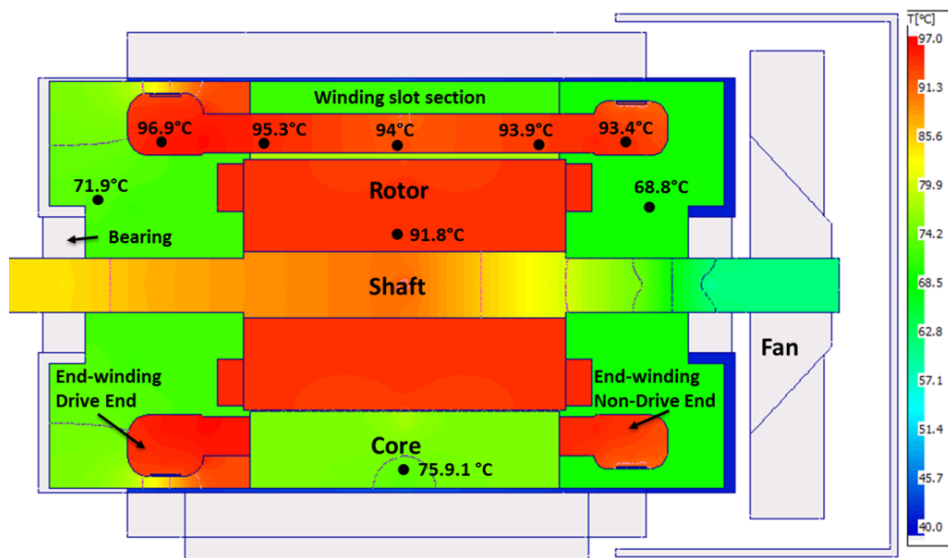 T[°C]
97.0
91.3
85.6
79.9
74.2
68.5
62.8
57.1
51.4
45.7
40.0
Winding slot section
96.9°C
95.3°C
94°C
93.9°C
93.4°C
71.9°C
Rotor
68.8°C
Bearing
91.8°C
Shaft
Fan
End-winding
Drive End
End-winding
Non-Drive End
Core
75.9.1 °C